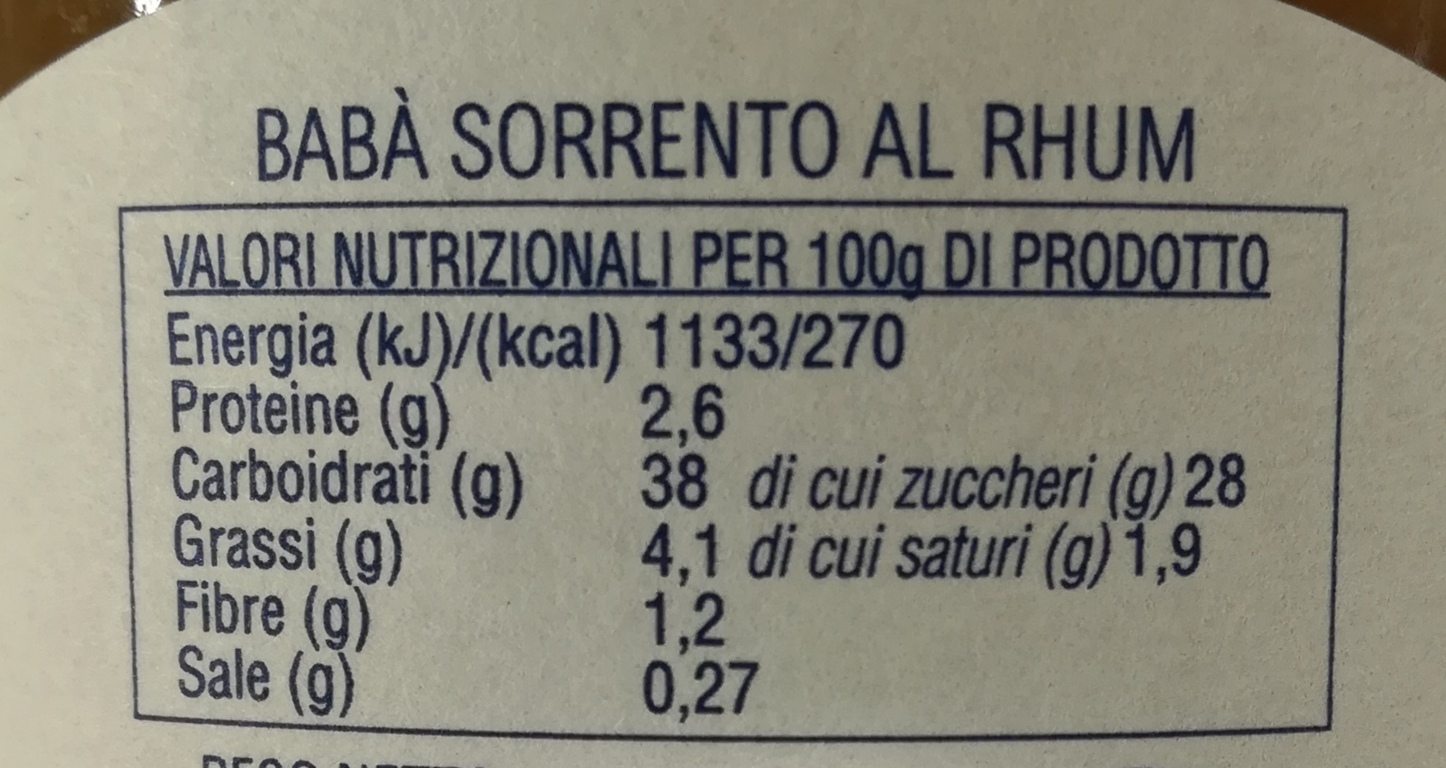 BABÀ SORRENTO AL RHUM
VALORI NUTRIZIONALI PER 100g DI PRODOTTO
Energia (kJ)/(kcal) 1133/270
Proteine (g) 2,6
Carboidrati (g) 38 di cui zuccheri (g) 28
Grassi (g) 4,1 di cui saturi (g) 1,9
Fibre (g) 1,2
Sale (g) 0,27